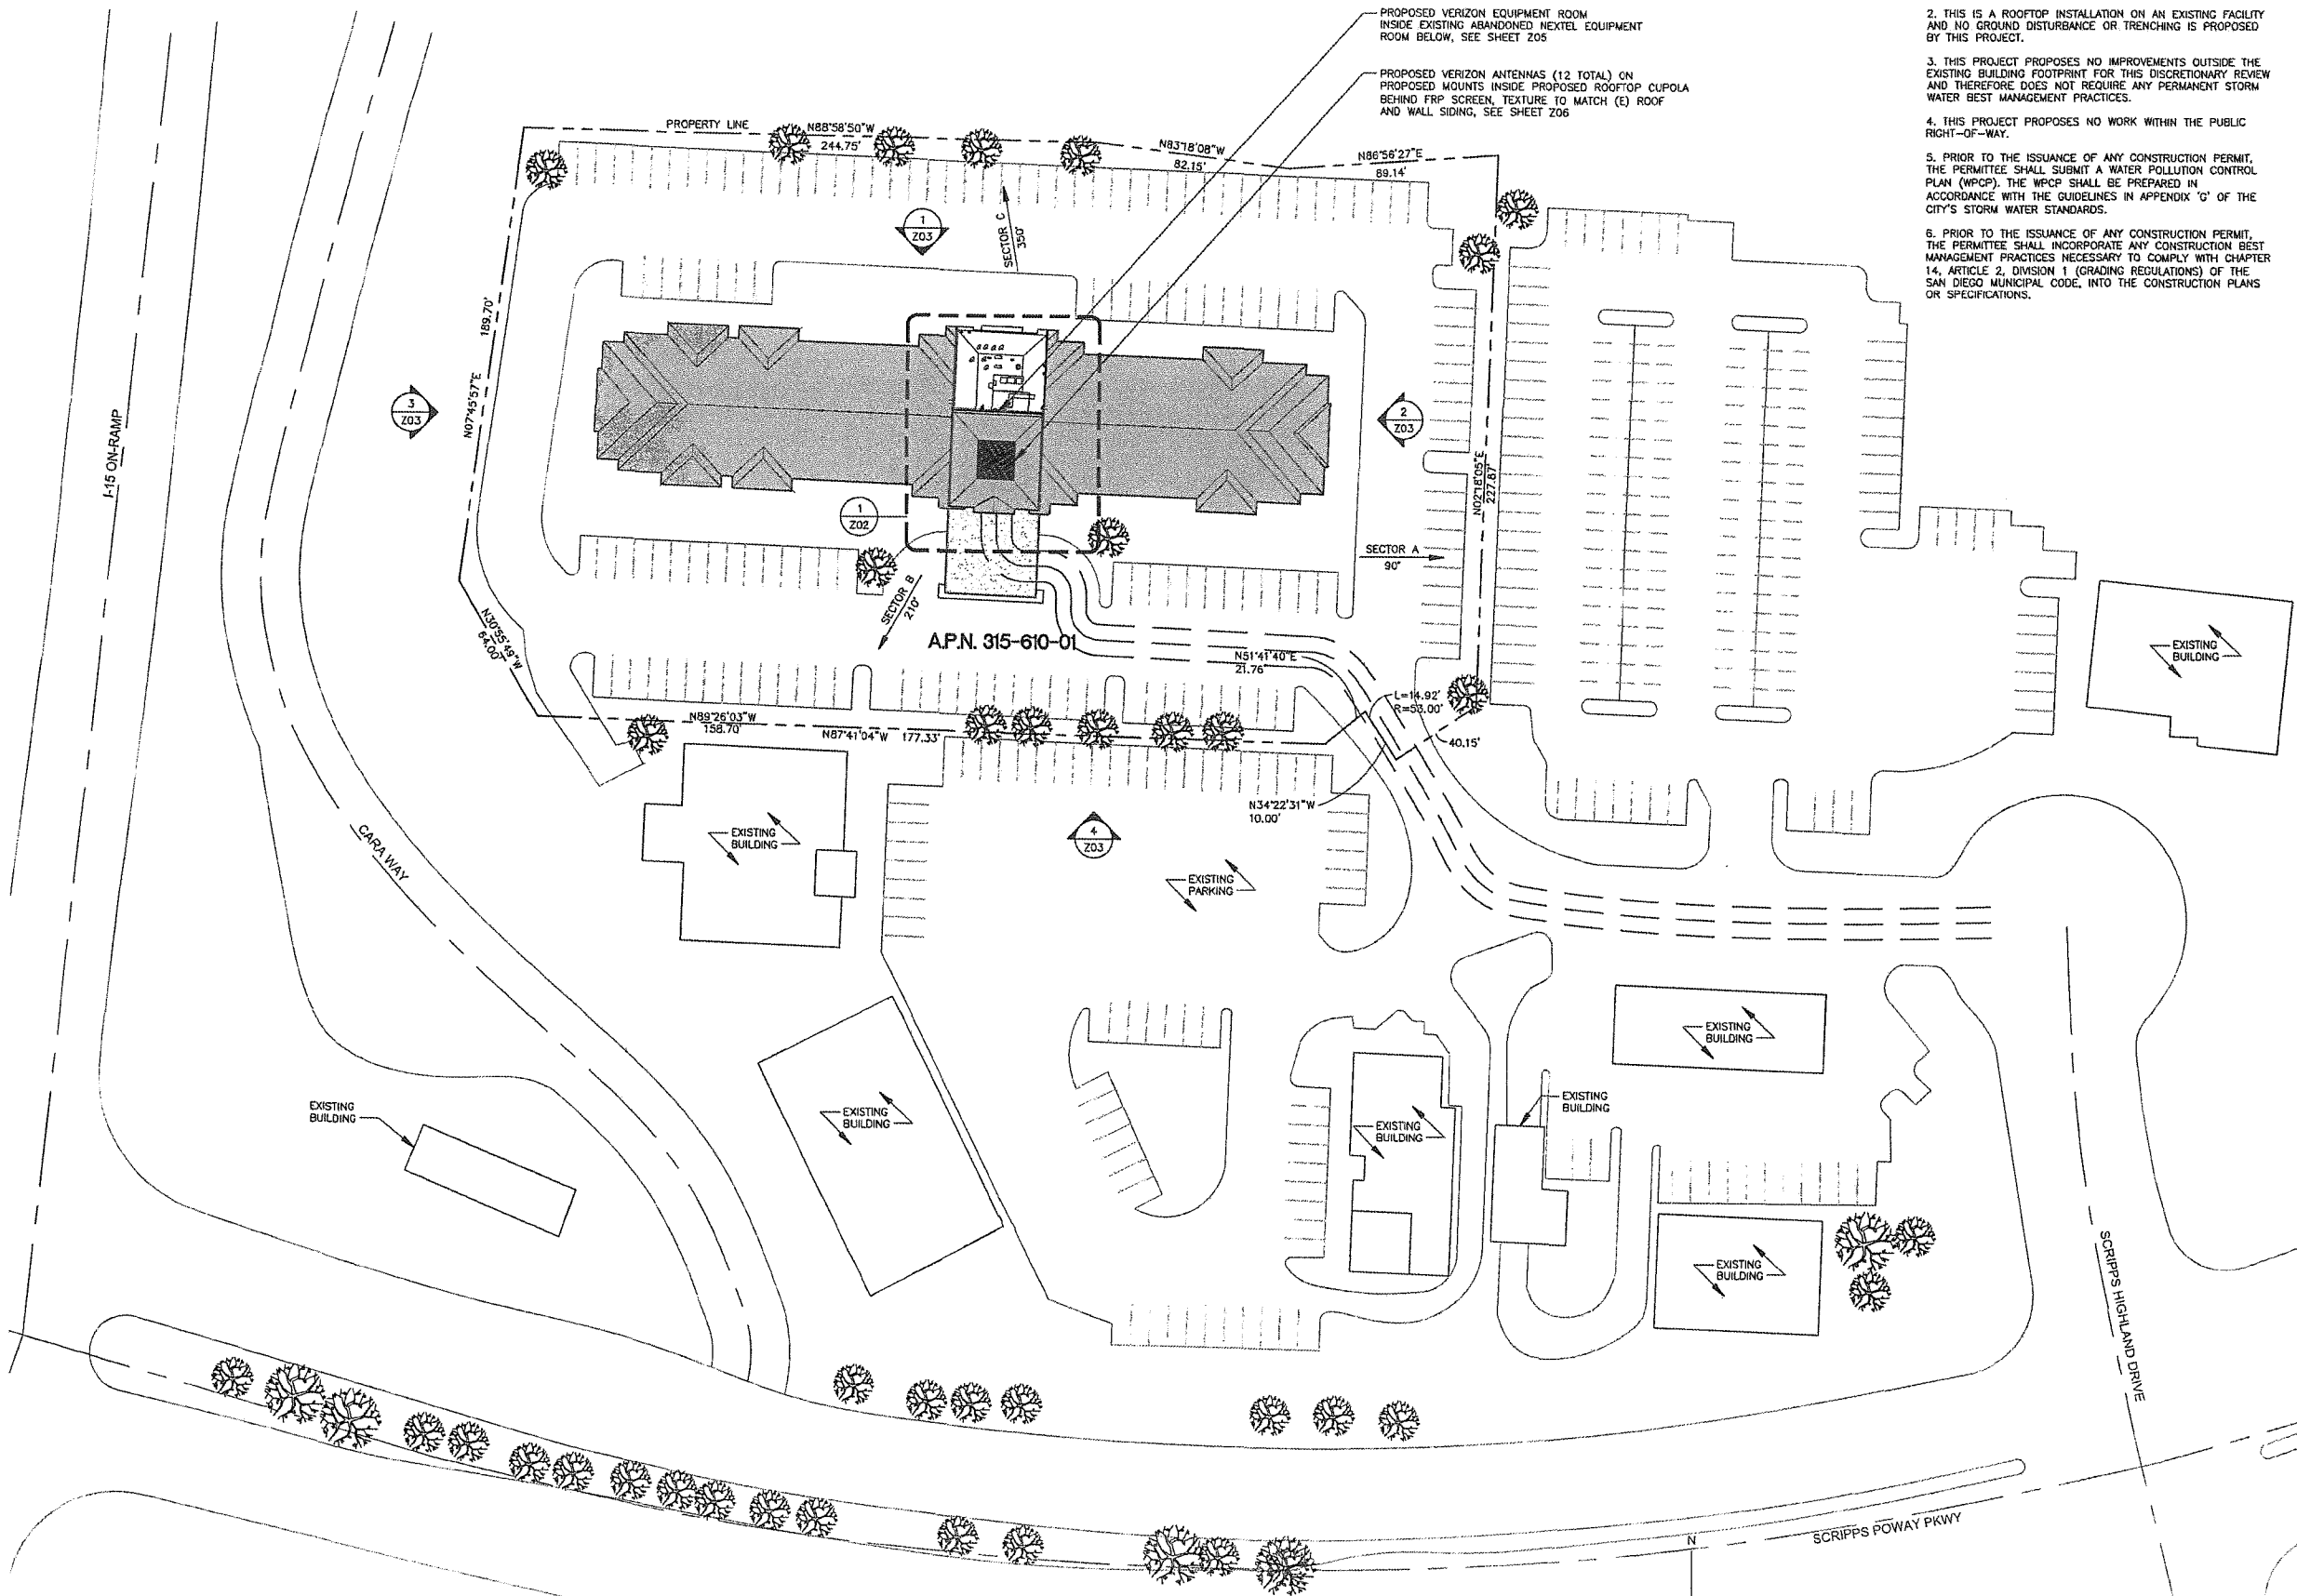 PROPOSED VERIZON EQUIPMENT ROOM
INSIDE EXISTING ABANDONED NEXTEL EQUIPMENT
ROOM BELOW, SEE SHEET Z05
PROPOSED VERIZON ANTENNAS (12 TOTAL) ON
PROPOSED MOUNTS INSIDE PROPOSED ROOFTOP CUPOLA
BEHIND FRP SCREEN, TEXTURE TO MATCH (E) ROOF
AND WALL SIDING, SEE SHEET Z06
2. THIS IS A ROOFTOP INSTALLATION ON AN EXISTING FACILITY
AND NO GROUND DISTURBANCE OR TRENCHING IS PROPOSED
BY THIS PROJECT.
3. THIS PROJECT PROPOSES NO IMPROVEMENTS OUTSIDE THE
EXISTING BUILDING FOOTPRINT FOR THIS DISCRETIONARY REVIEW
AND THEREFORE DOES NOT REQUIRE ANY PERMANENT STORM
WATER BEST MANAGEMENT PRACTICES.
4. THIS PROJECT PROPOSES NO WORK WITHIN THE PUBLIC
RIGHT-OF-WAY.
5. PRIOR TO THE ISSUANCE OF ANY CONSTRUCTION PERMIT,
THE PERMITTEE SHALL SUBMIT A WATER POLLUTION CONTROL
PLAN (WPCP). THE WPCP SHALL BE PREPARED IN
ACCORDANCE WITH THE GUIDELINES IN APPENDIX 'G' OF THE
CITY'S STORM WATER STANDARDS.
6. PRIOR TO THE ISSUANCE OF ANY CONSTRUCTION PERMIT,
THE PERMITTEE SHALL INCORPORATE ANY CONSTRUCTION BEST
MANAGEMENT PRACTICES NECESSARY TO COMPLY WITH CHAPTER
14, ARTICLE 2, DIVISION 1 (GRADING REGULATIONS) OF THE
SAN DIEGO MUNICIPAL CODE, INTO THE CONSTRUCTION PLANS
OR SPECIFICATIONS.
PROPERTY LINE
N88°58'50"W
244.75'
N83°18'08"W
82.15'
N86°56'27"E
89.14'
1
Z03
SECTOR C
350°
189.70'
N07°45'57"E
3
Z03
2
Z03
I-15 ON-RAMP
N02°18'05"E
227.87'
1
Z02
SECTOR A
90°
SECTOR B
210°
N30°55'49"W
64.00'
A.P.N. 315-610-01
N51°41'40"E
21.76'
L=14.92'
R=53.00'
EXISTING
BUILDING
N89°26'03"W
158.70'
N87°41'04"W 177.33'
40.15'
N34°22'31"W
10.00'
CARA WAY
EXISTING
BUILDING
4
Z03
EXISTING
PARKING
EXISTING
BUILDING
EXISTING
BUILDING
EXISTING
BUILDING
EXISTING
BUILDING
EXISTING
BUILDING
EXISTING
BUILDING
SCRIPPS HIGHLAND DRIVE
SCRIPPS POWAY PKWY
N